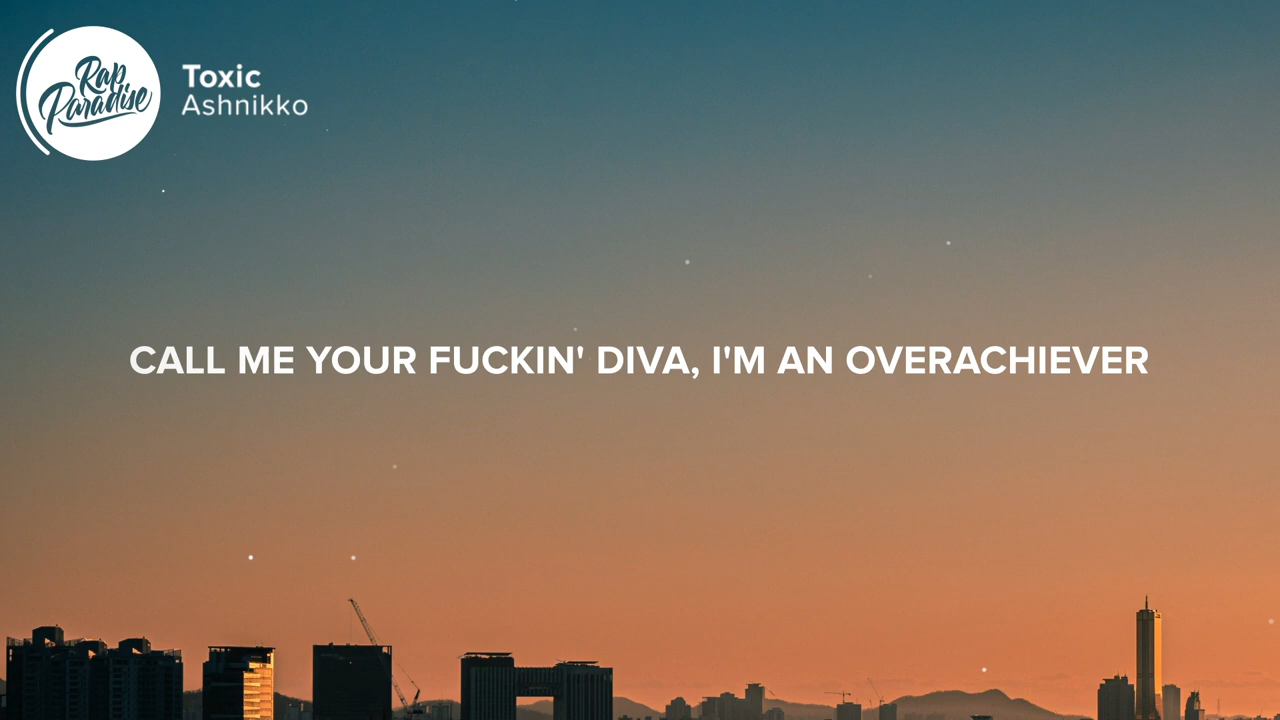 Rap
Paradise
Toxic
Ashnikko
CALL ME YOUR FUCKIN' DIVA, I'M AN OVERACHIEVER